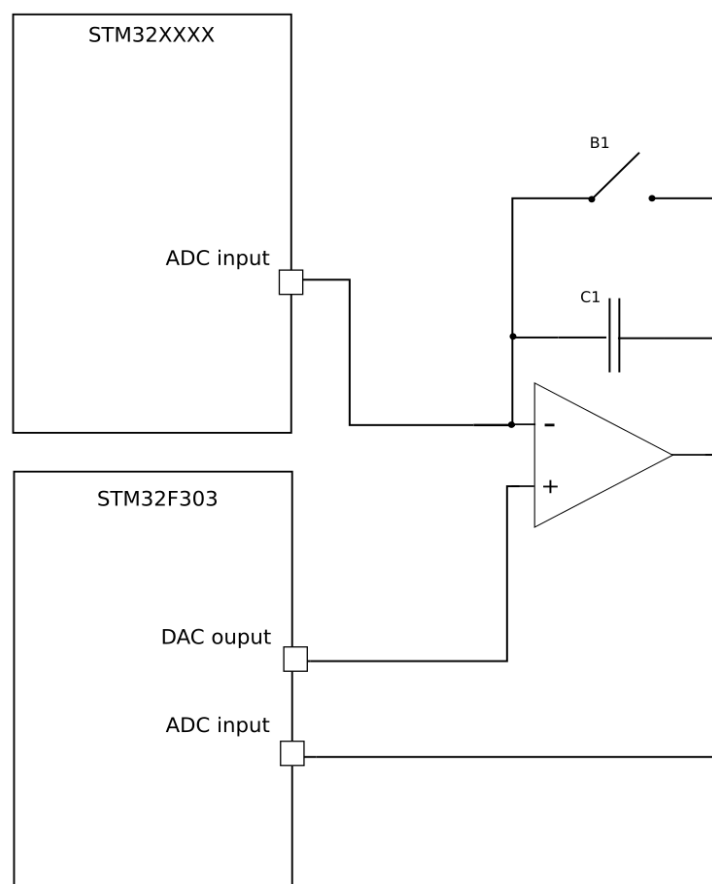 STM32XXXX
B1
ADC input
C1
-
+
STM32F303
DAC ouput
ADC input